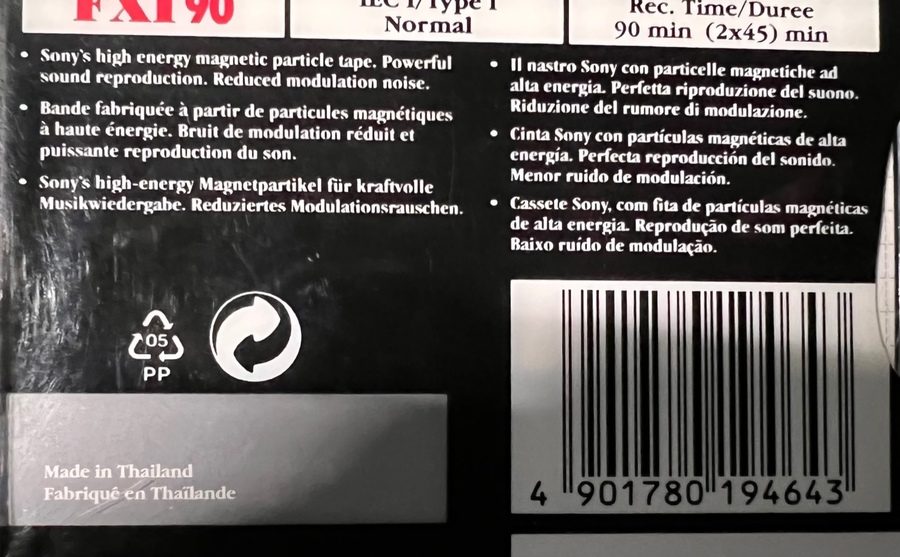 FXI 90
IEC I/Type I
Normal
Rec. Time/Duree
90 min (2x45) min
• Sony's high energy magnetic particle tape. Powerful
sound reproduction. Reduced modulation noise.
• Bande fabriquée à partir de particules magnétiques
à haute énergie. Bruit de modulation réduit et
puissante reproduction du son.
• Sony's high-energy Magnetpartikel für kraftvolle
Musikwiedergabe. Reduziertes Modulationsrauschen.
• Il nastro Sony con particelle magnetiche ad
alta energia. Perfetta riproduzione del suono.
Riduzione del rumore di modulazione.
• Cinta Sony con partículas magnéticas de alta
energía. Perfecta reproducción del sonido.
Menor ruido de modulación.
• Cassete Sony, com fita de partículas magnéticas
de alta energia. Reprodução de som perfeita.
Baixo ruído de modulação.
05
PP
Made in Thailand
Fabriqué en Thaïlande
4 901780 194643